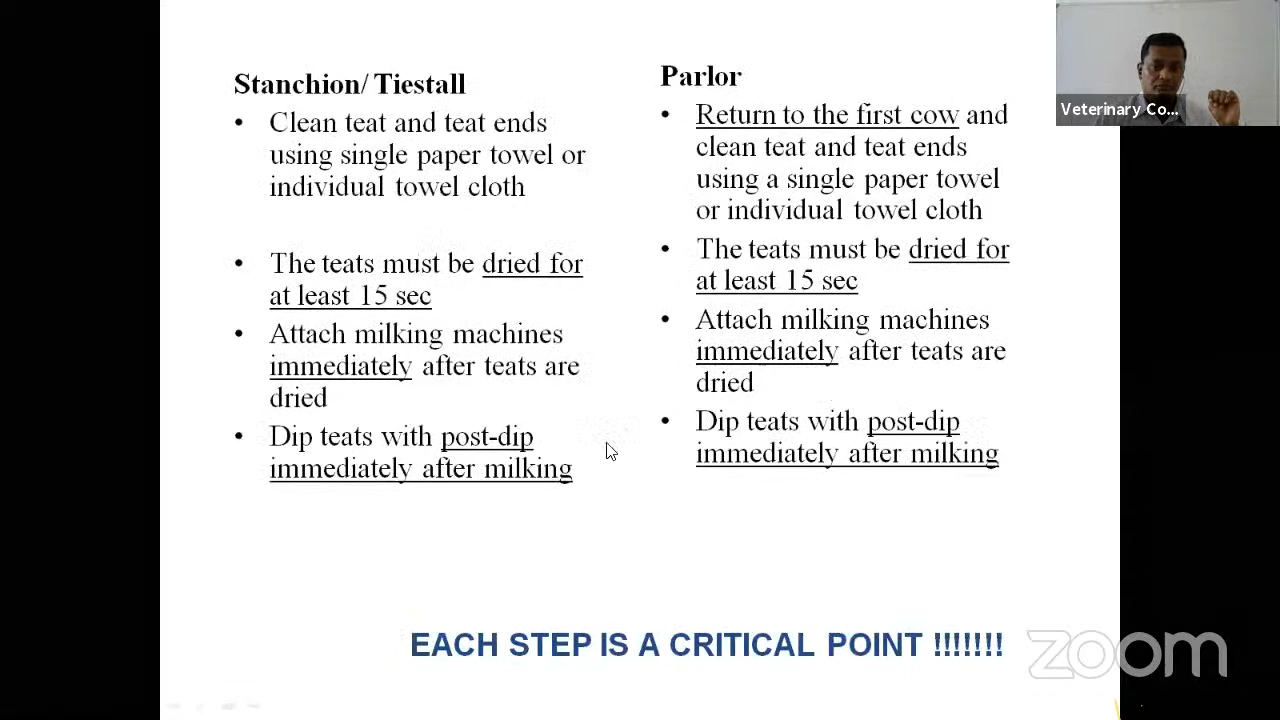 Stanchion/ Tiestall
• Clean teat and teat ends
using single paper towel or
individual towel cloth
• The teats must be dried for
at least 15 sec
• Attach milking machines
immediately after teats are
dried
• Dip teats with post-dip
immediately after milking
Parlor
• Return to the first cow and
clean teat and teat ends
using a single paper towel
or individual towel cloth
• The teats must be dried for
at least 15 sec
• Attach milking machines
immediately after teats are
dried
• Dip teats with post-dip
immediately after milking
EACH STEP IS A CRITICAL POINT !!!!!!!
Veterinary Co...
zoom